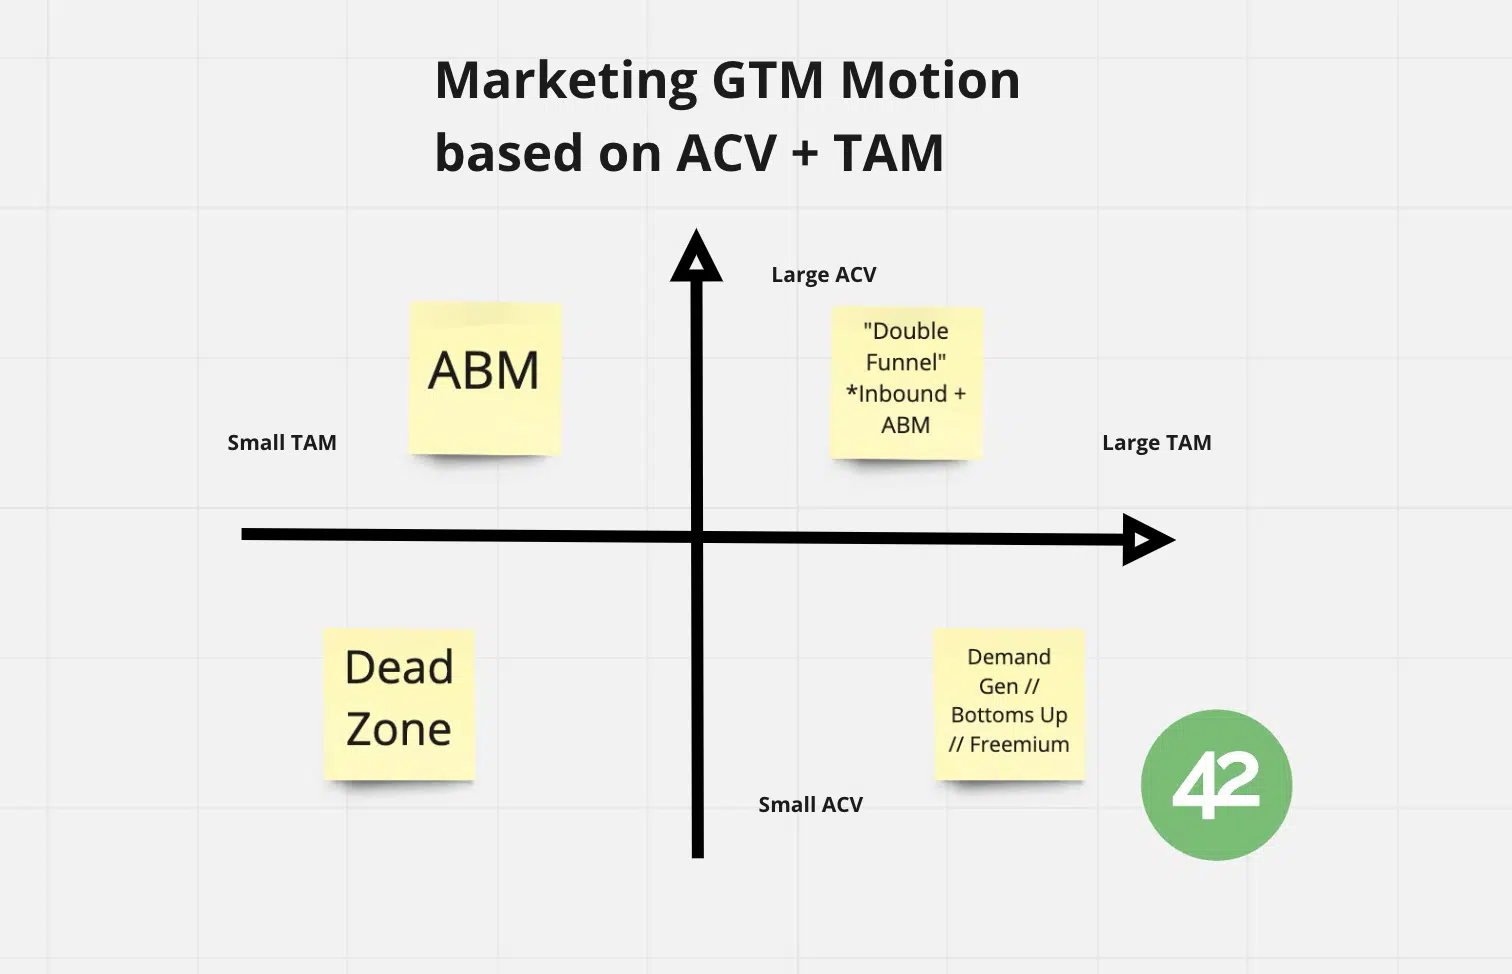 Marketing GTM Motion
based on ACV + TAM
Large ACV
ABM
"Double
Funnel"
*Inbound +
ABM
Small TAM
Large TAM
Dead
Zone
Demand
Gen //
Bottoms Up
// Freemium
Small ACV
42